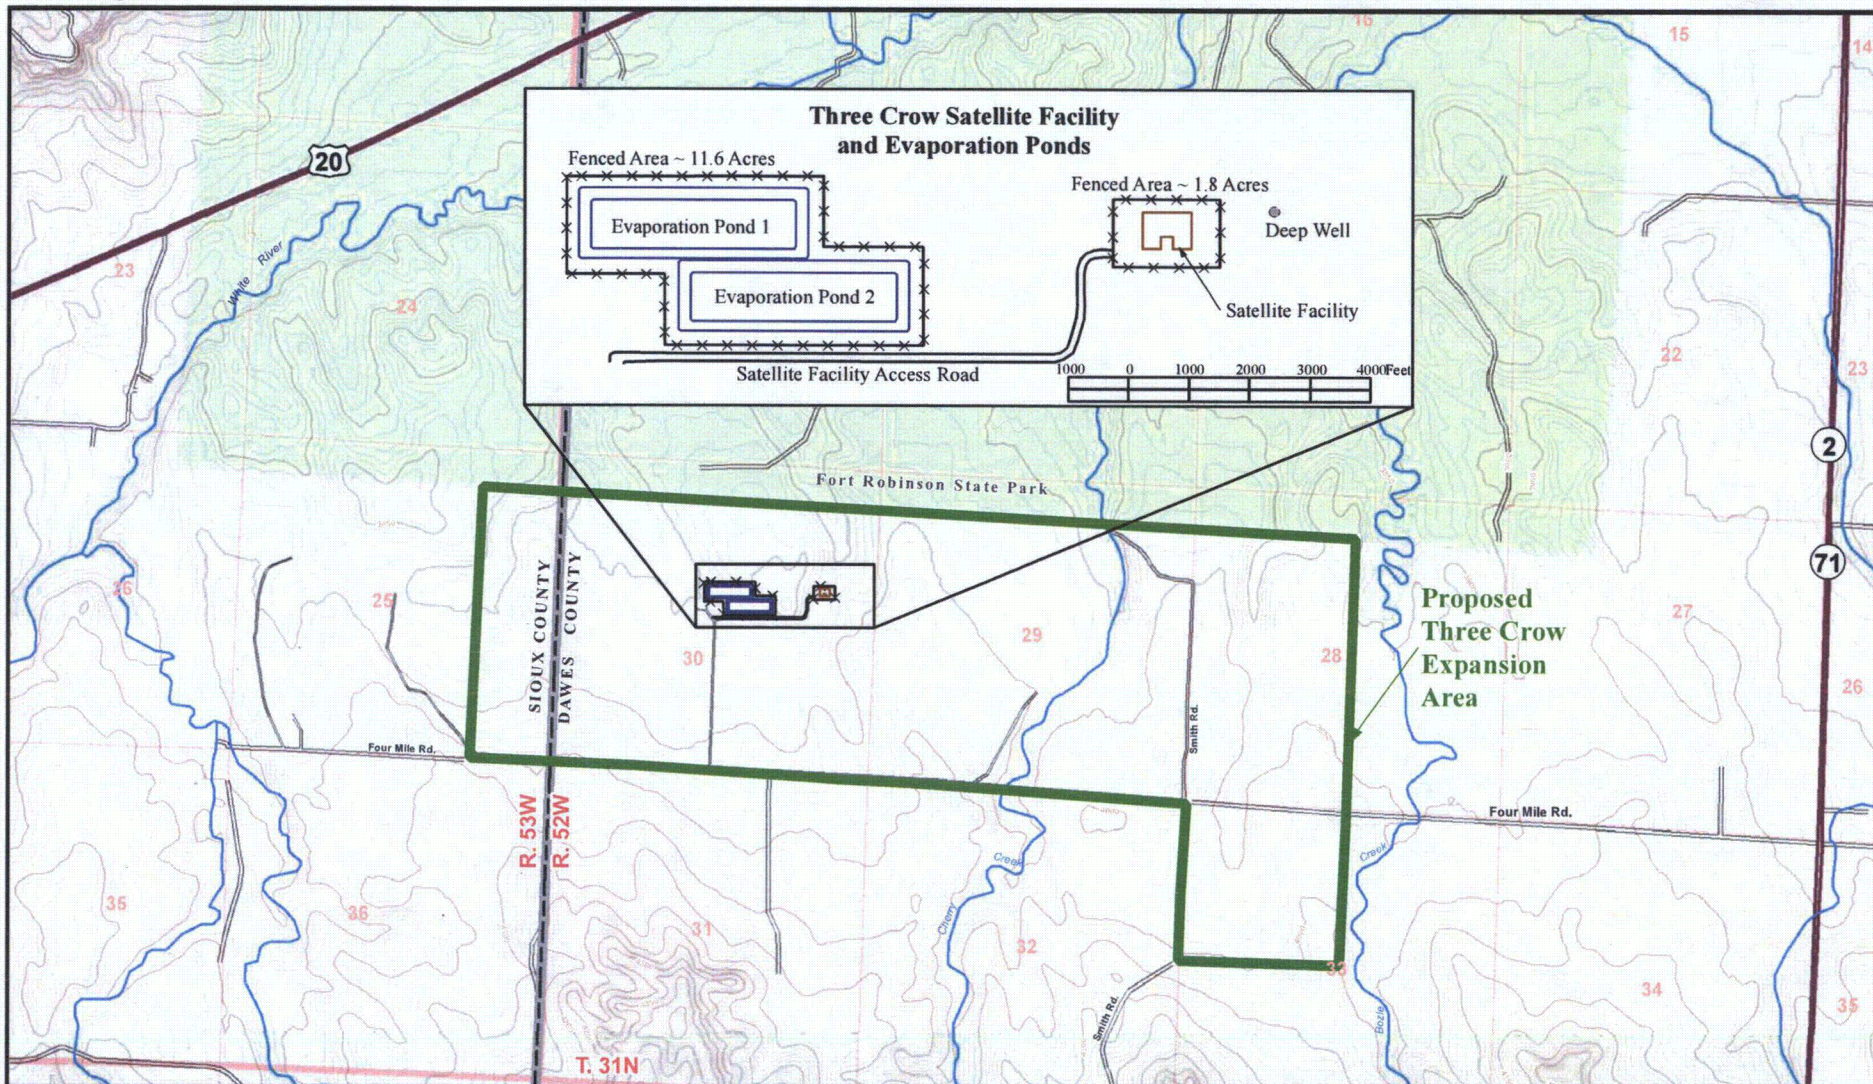 16
15
14
Three Crow Satellite Facility
and Evaporation Ponds
20
Fenced Area ~ 11.6 Acres
Fenced Area ~ 1.8 Acres
Evaporation Pond 1
Deep Well
White River
23
24
Evaporation Pond 2
Satellite Facility
22
23
Satellite Facility Access Road
1000 0 1000 2000 3000 4000 Feet
2
Fort Robinson State Park
71
26
25
SIOUX COUNTY
DAWES COUNTY
30
29
28
27
26
Proposed
Three Crow
Expansion
Area
Smith Rd.
Four Mile Rd.
Four Mile Rd.
R. 53W
R. 52W
Creek
Cherry
Creek
Bozle
35
36
31
32
33
34
35
Smith Rd.
T. 31N